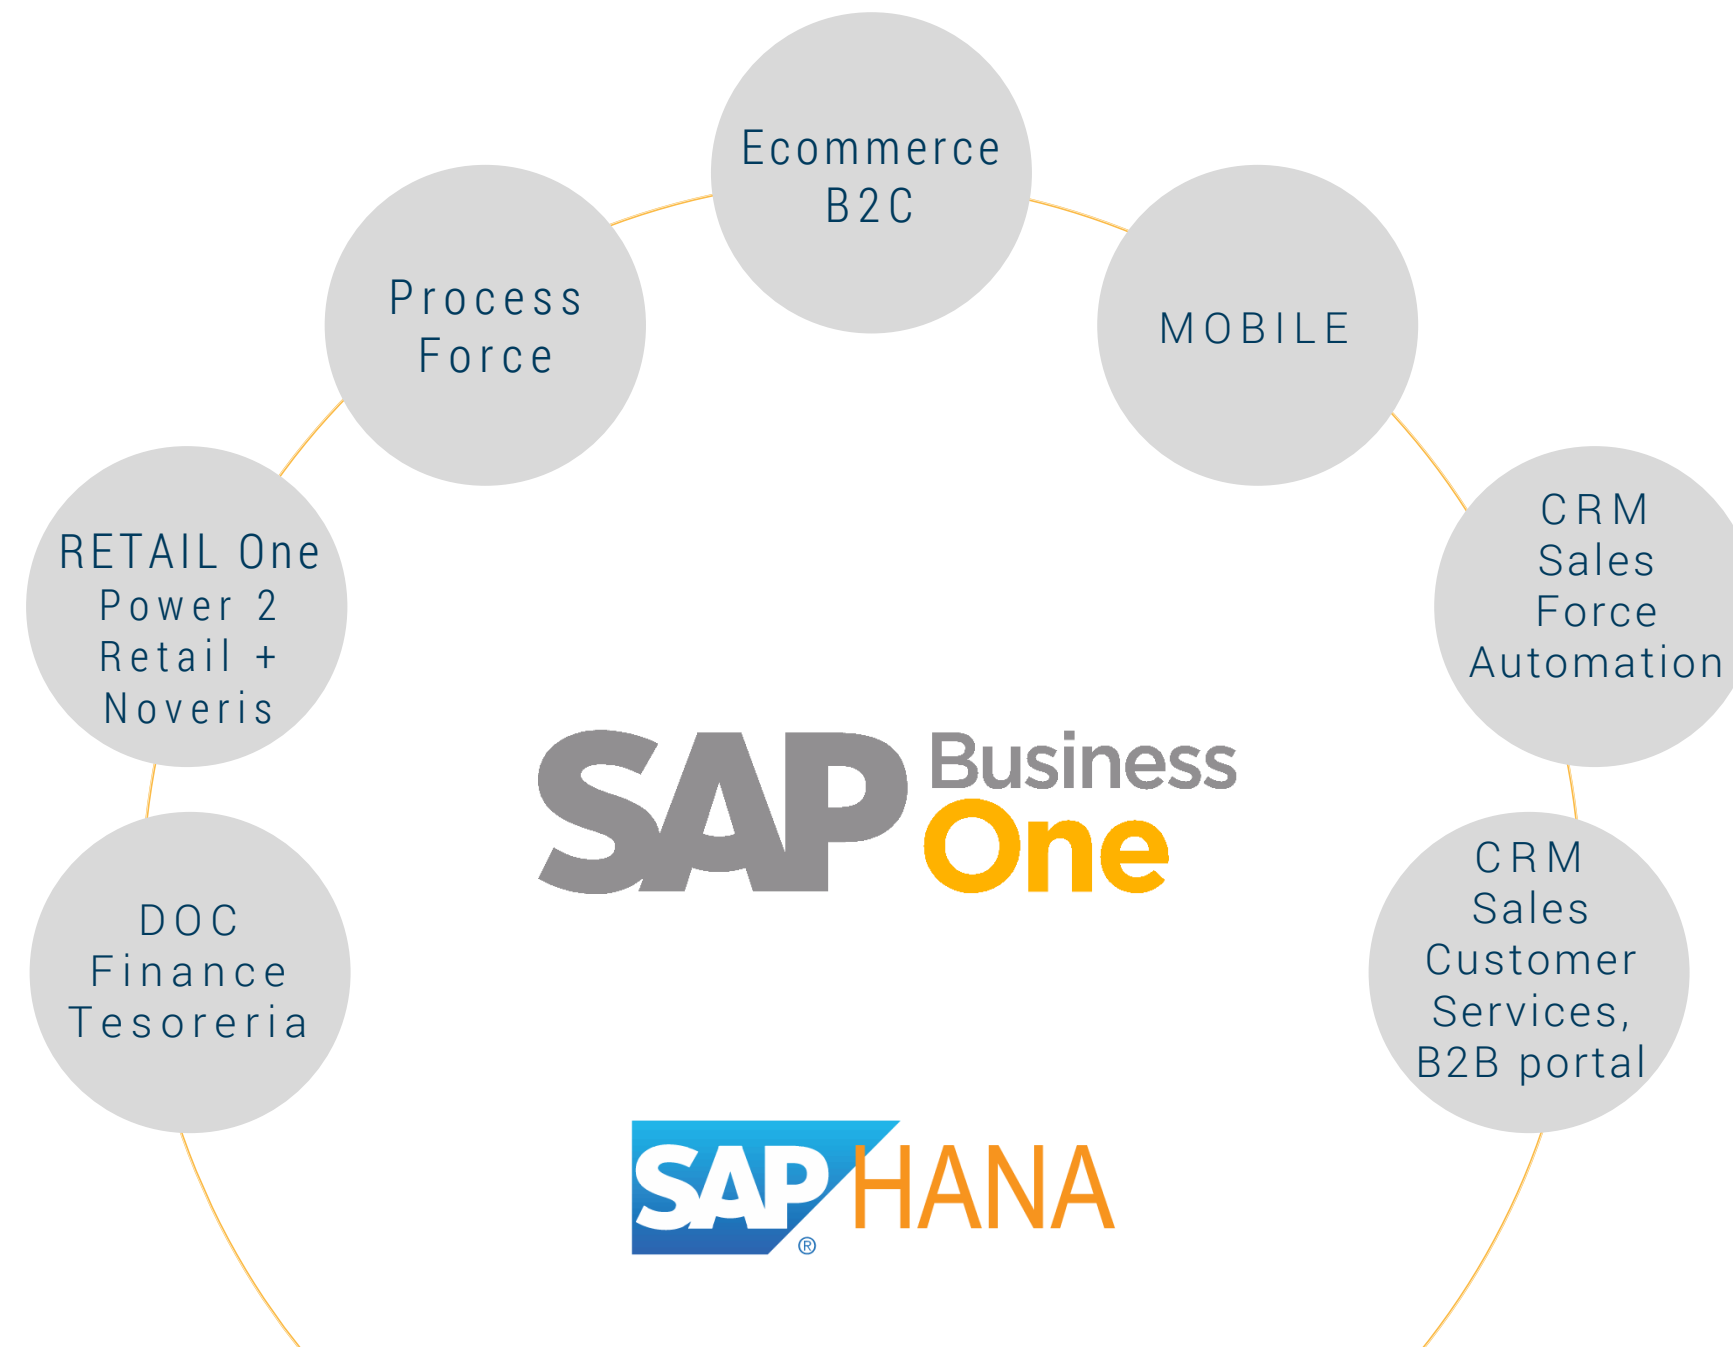 Ecommerce
B2C
Process
Force
MOBILE
RETAIL One
Power 2
Retail +
Noveris
CRM
Sales
Force
Automation
SAP Business
One
DOC
Finance
Tesoreria
CRM
Sales
Customer
Services,
B2B portal
SAP HANA
®